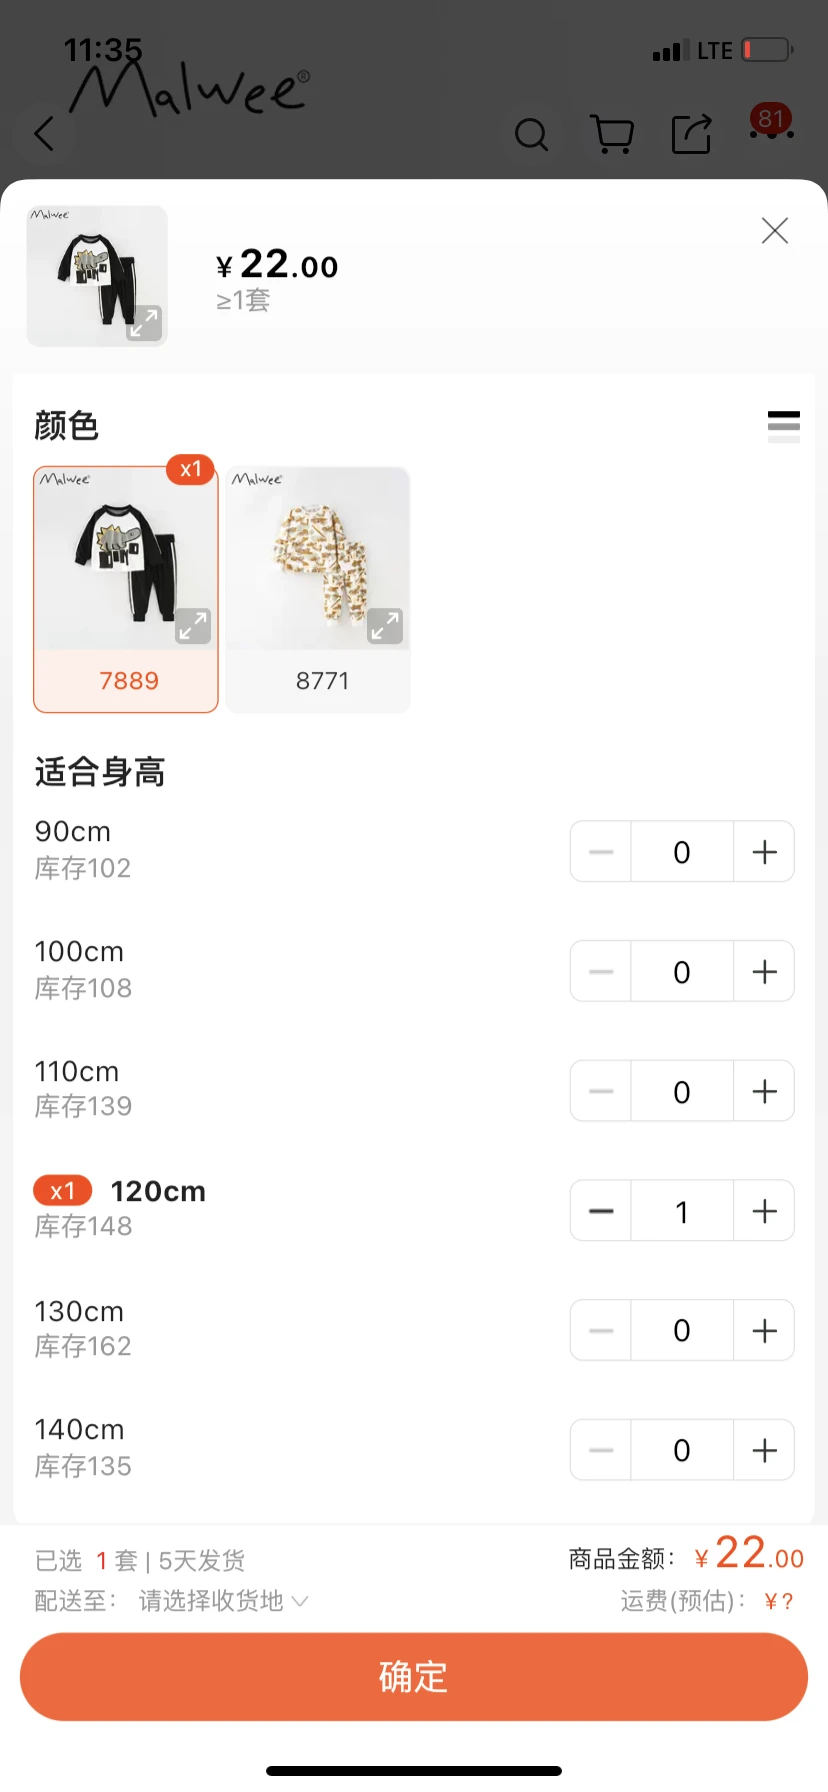 11:35
LTE
Malwee®
81
Malwee
¥22.00
≥1套
颜色
x1
Malwee
Malwee
7889
8771
适合身高
90cm
库存102
0
100cm
库存108
0
110cm
库存139
0
x1 120cm
库存148
1
130cm
库存162
0
140cm
库存135
0
已选 1 套 | 5天发货
商品金额: ¥22.00
配送至: 请选择收货地
运费(预估): ¥?
确定